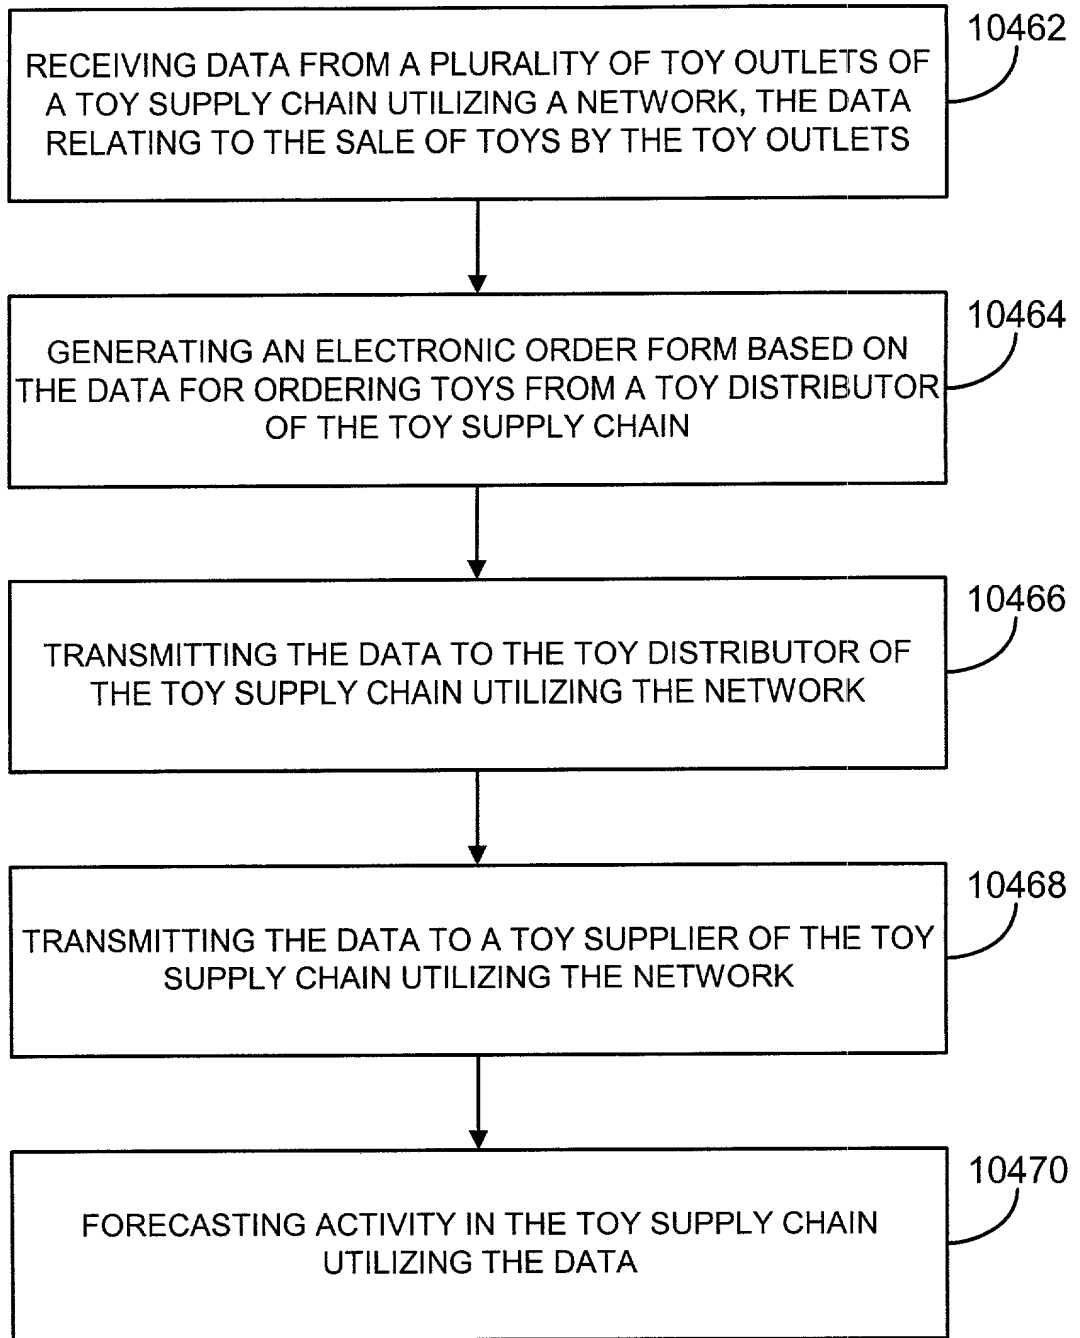 10462
RECEIVING DATA FROM A PLURALITY OF TOY OUTLETS OF
A TOY SUPPLY CHAIN UTILIZING A NETWORK, THE DATA
RELATING TO THE SALE OF TOYS BY THE TOY OUTLETS
10464
GENERATING AN ELECTRONIC ORDER FORM BASED ON
THE DATA FOR ORDERING TOYS FROM A TOY DISTRIBUTOR
OF THE TOY SUPPLY CHAIN
10466
TRANSMITTING THE DATA TO THE TOY DISTRIBUTOR OF
THE TOY SUPPLY CHAIN UTILIZING THE NETWORK
10468
TRANSMITTING THE DATA TO A TOY SUPPLIER OF THE TOY
SUPPLY CHAIN UTILIZING THE NETWORK
10470
FORECASTING ACTIVITY IN THE TOY SUPPLY CHAIN
UTILIZING THE DATA